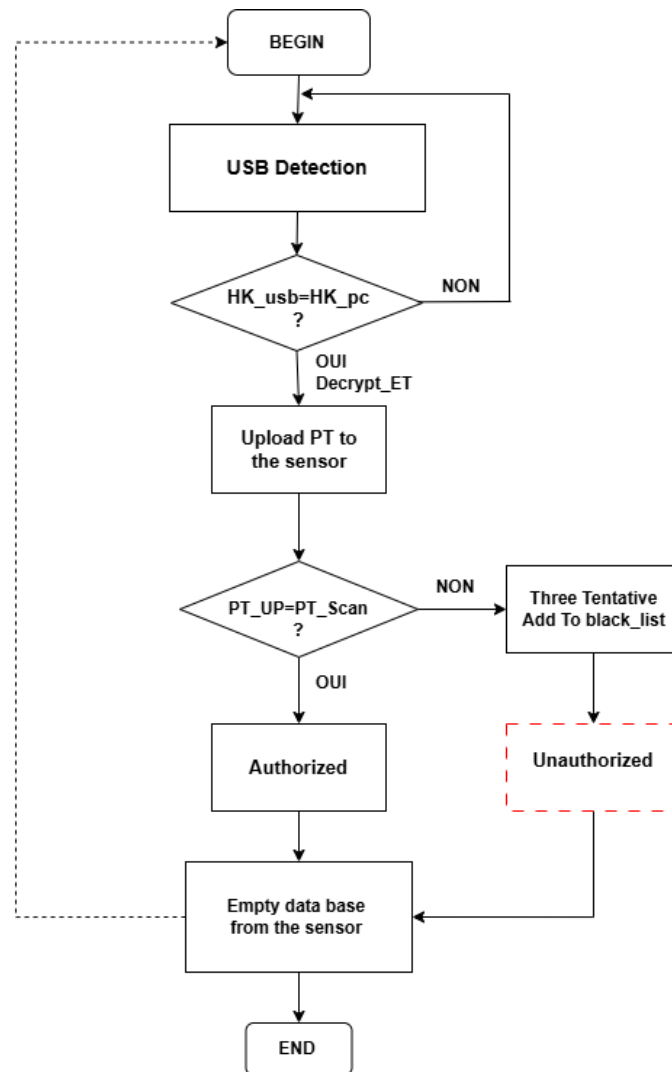 BEGIN
USB Detection
HK_usb=HK_pc
?
NON
OUI
Decrypt_ET
Upload PT to
the sensor
PT_UP=PT_Scan
?
NON
Three Tentative
Add To black_list
OUI
Authorized
Unauthorized
Empty data base
from the sensor
END